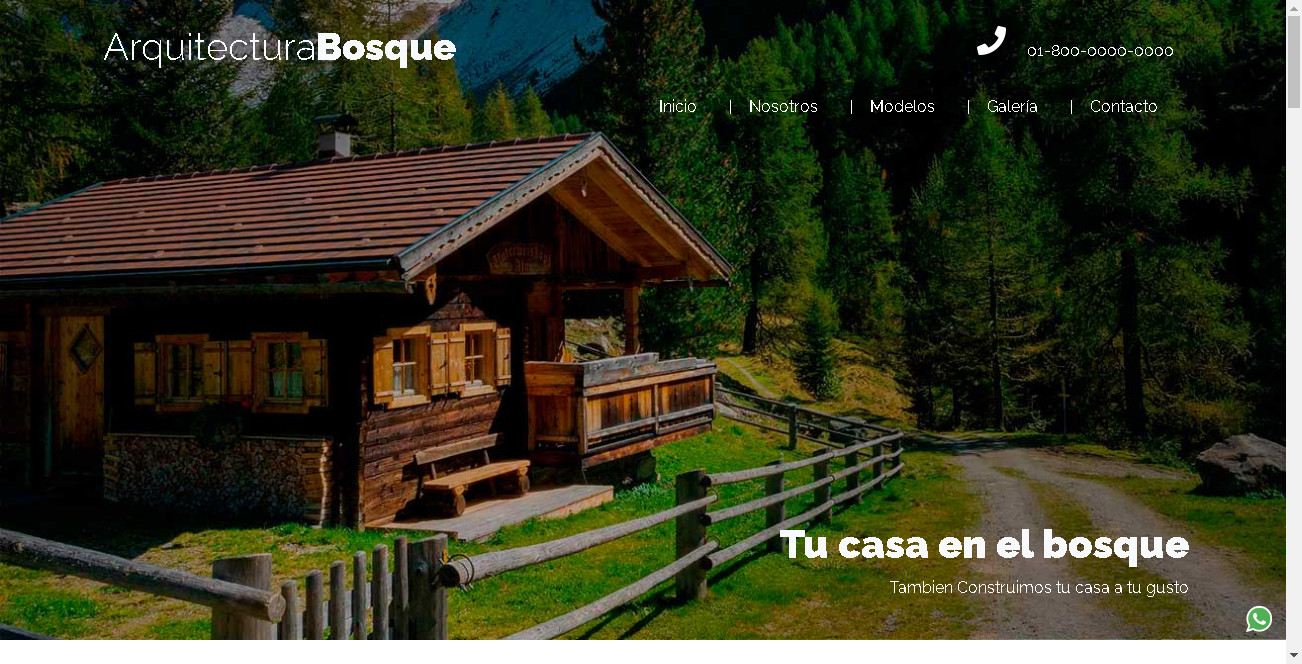 ArquitecturaBosque
01-800-0000-0000
Inicio | Nosotros | Modelos | Galería | Contacto
Tu casa en el bosque
Tambien Construimos tu casa a tu gusto